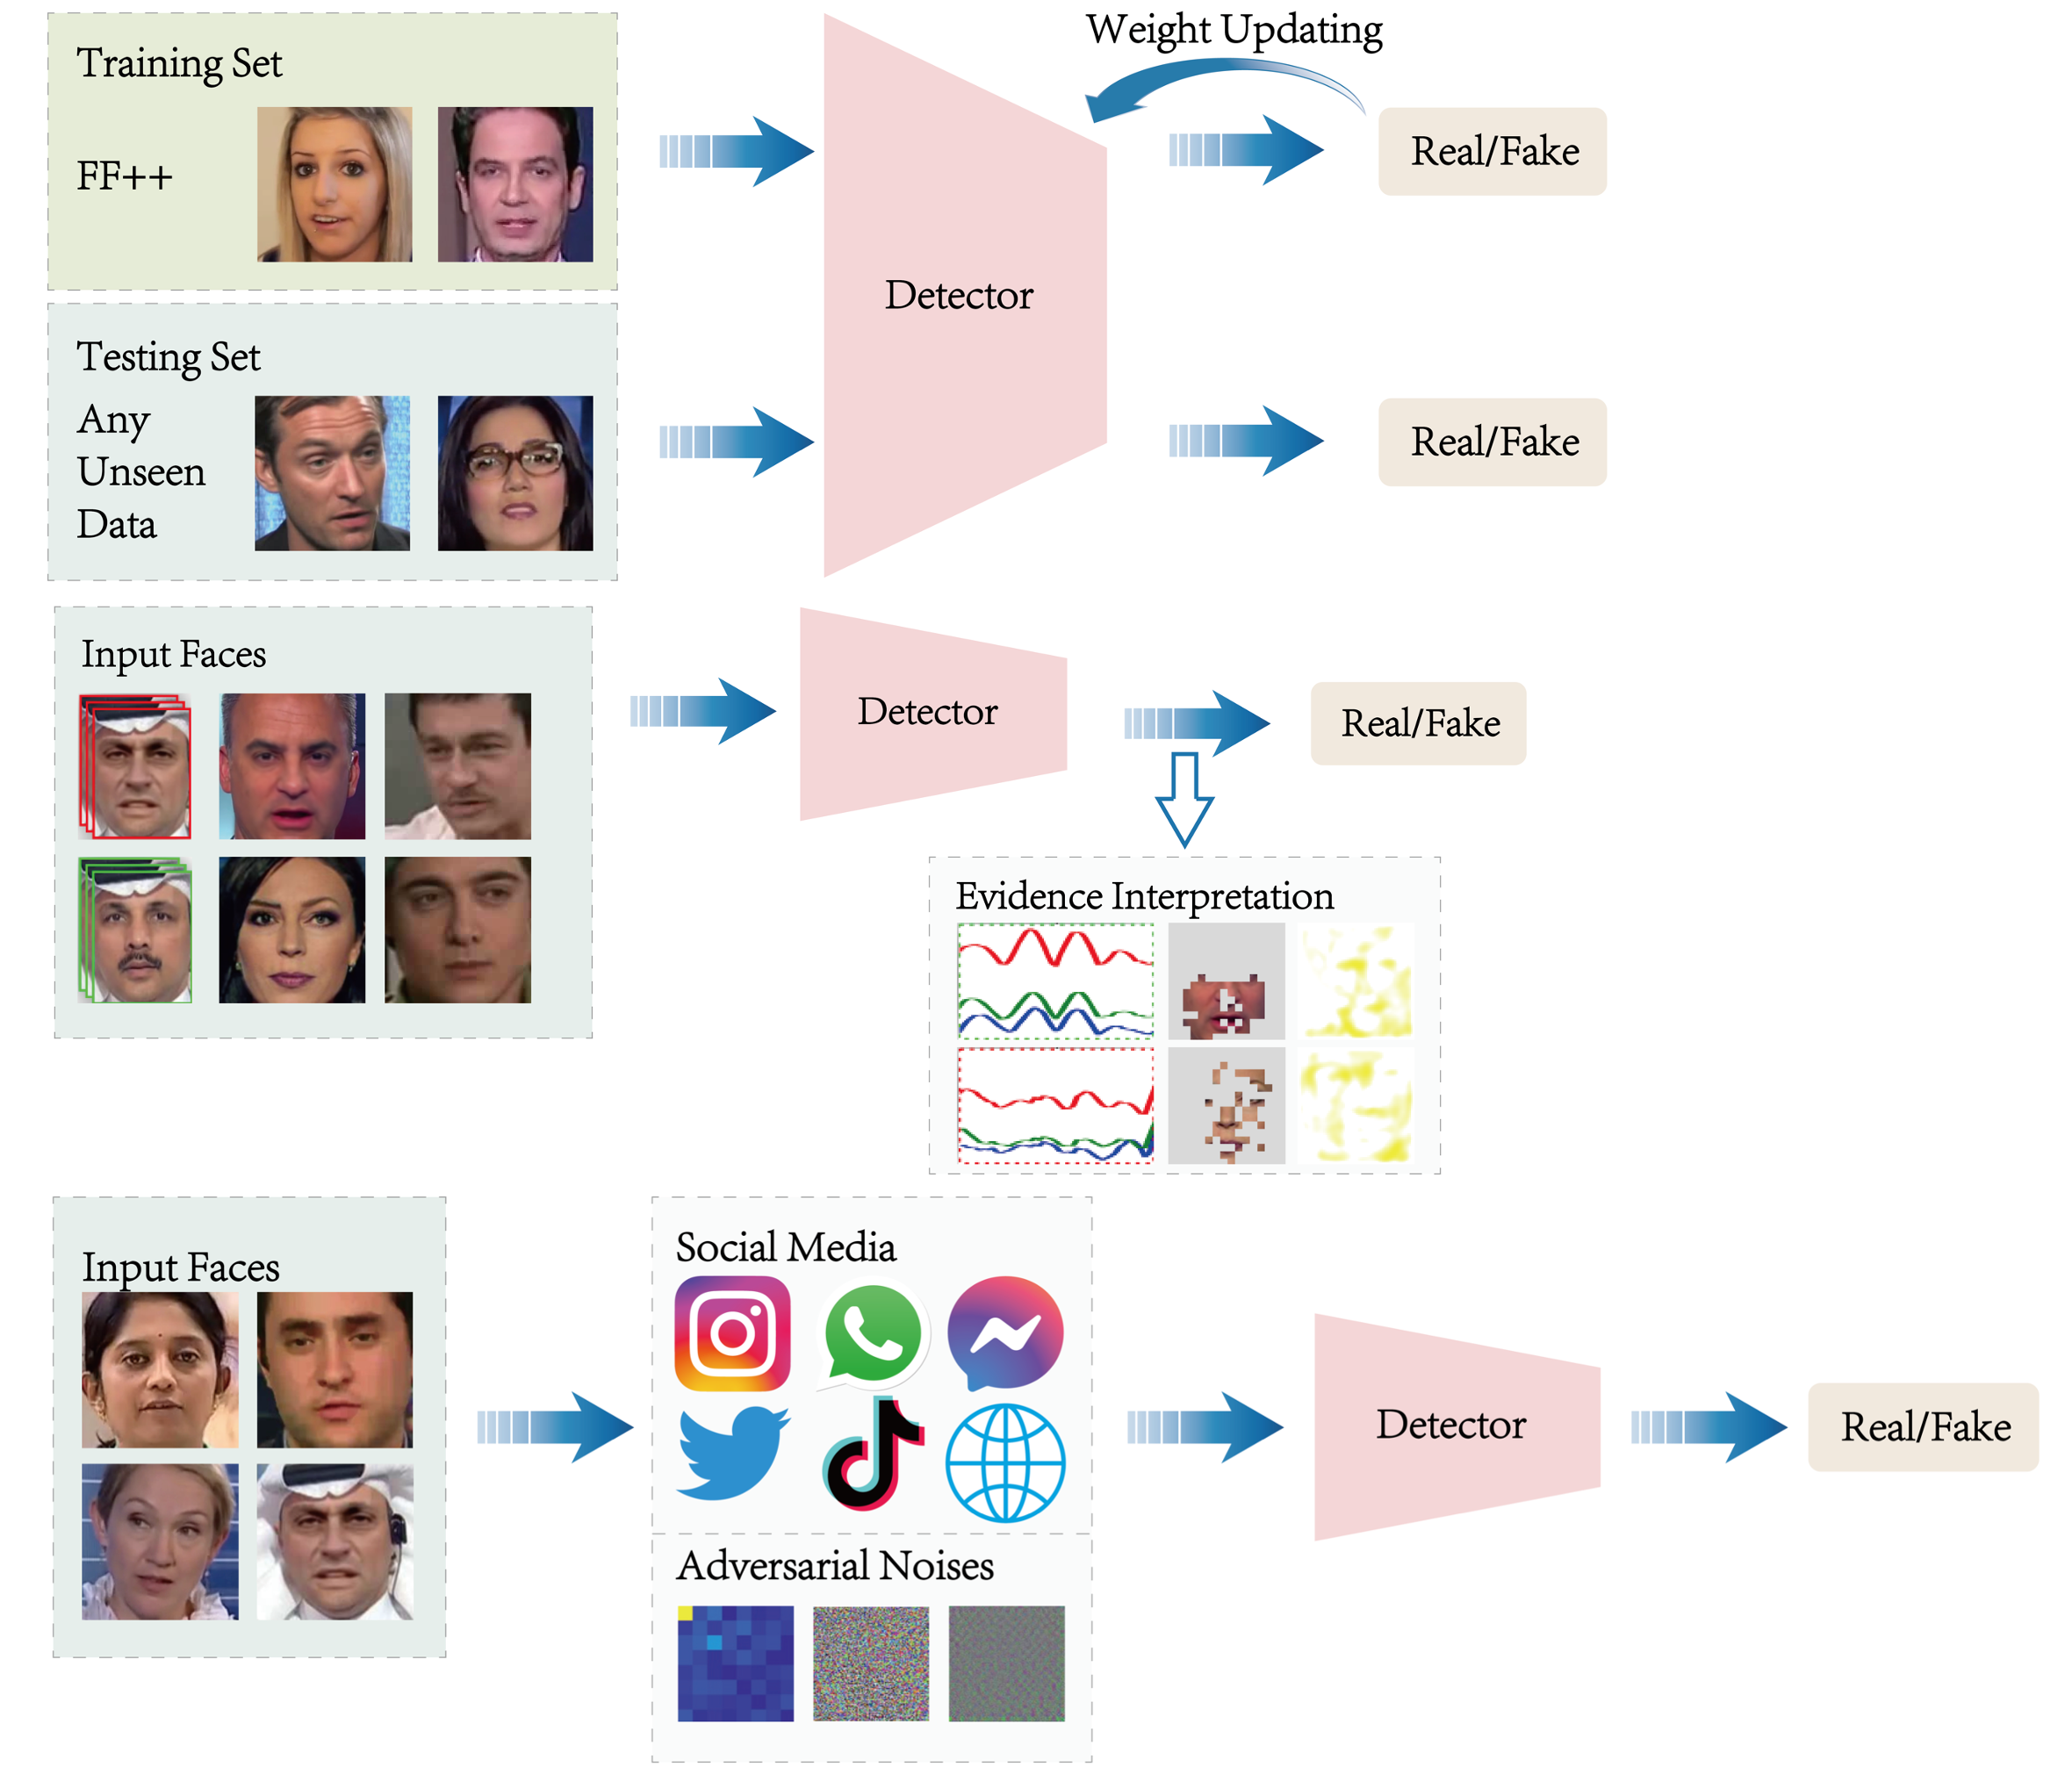 Weight Updating
Training Set
FF++
Real/Fake
Detector
Testing Set
Any
Unseen
Data
Real/Fake
Input Faces
Detector
Real/Fake
Evidence Interpretation
Input Faces
Social Media
Detector
Real/Fake
Adversarial Noises